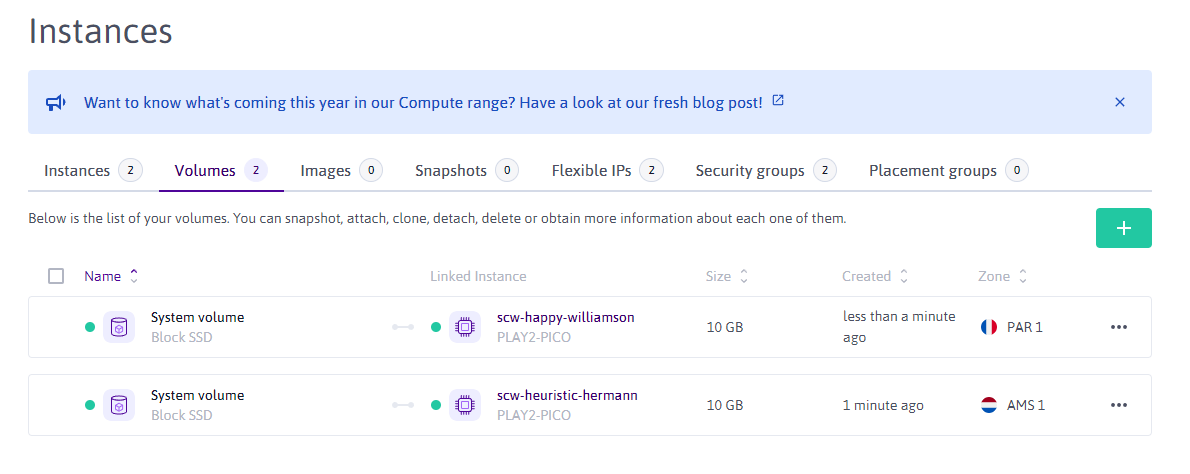 Instances
Want to know what's coming this year in our Compute range? Have a look at our fresh blog post!
Instances 2 Volumes 2 Images 0 Snapshots 0 Flexible IPs 2 Security groups 2 Placement groups 0
Below is the list of your volumes. You can snapshot, attach, clone, detach, delete or obtain more information about each one of them.
+
Name Linked Instance Size Created Zone
System volume scw-happy-williamson 10 GB less than a minute ago PAR 1
Block SSD PLAY2-PICO
System volume scw-heuristic-hermann 10 GB 1 minute ago AMS 1
Block SSD PLAY2-PICO